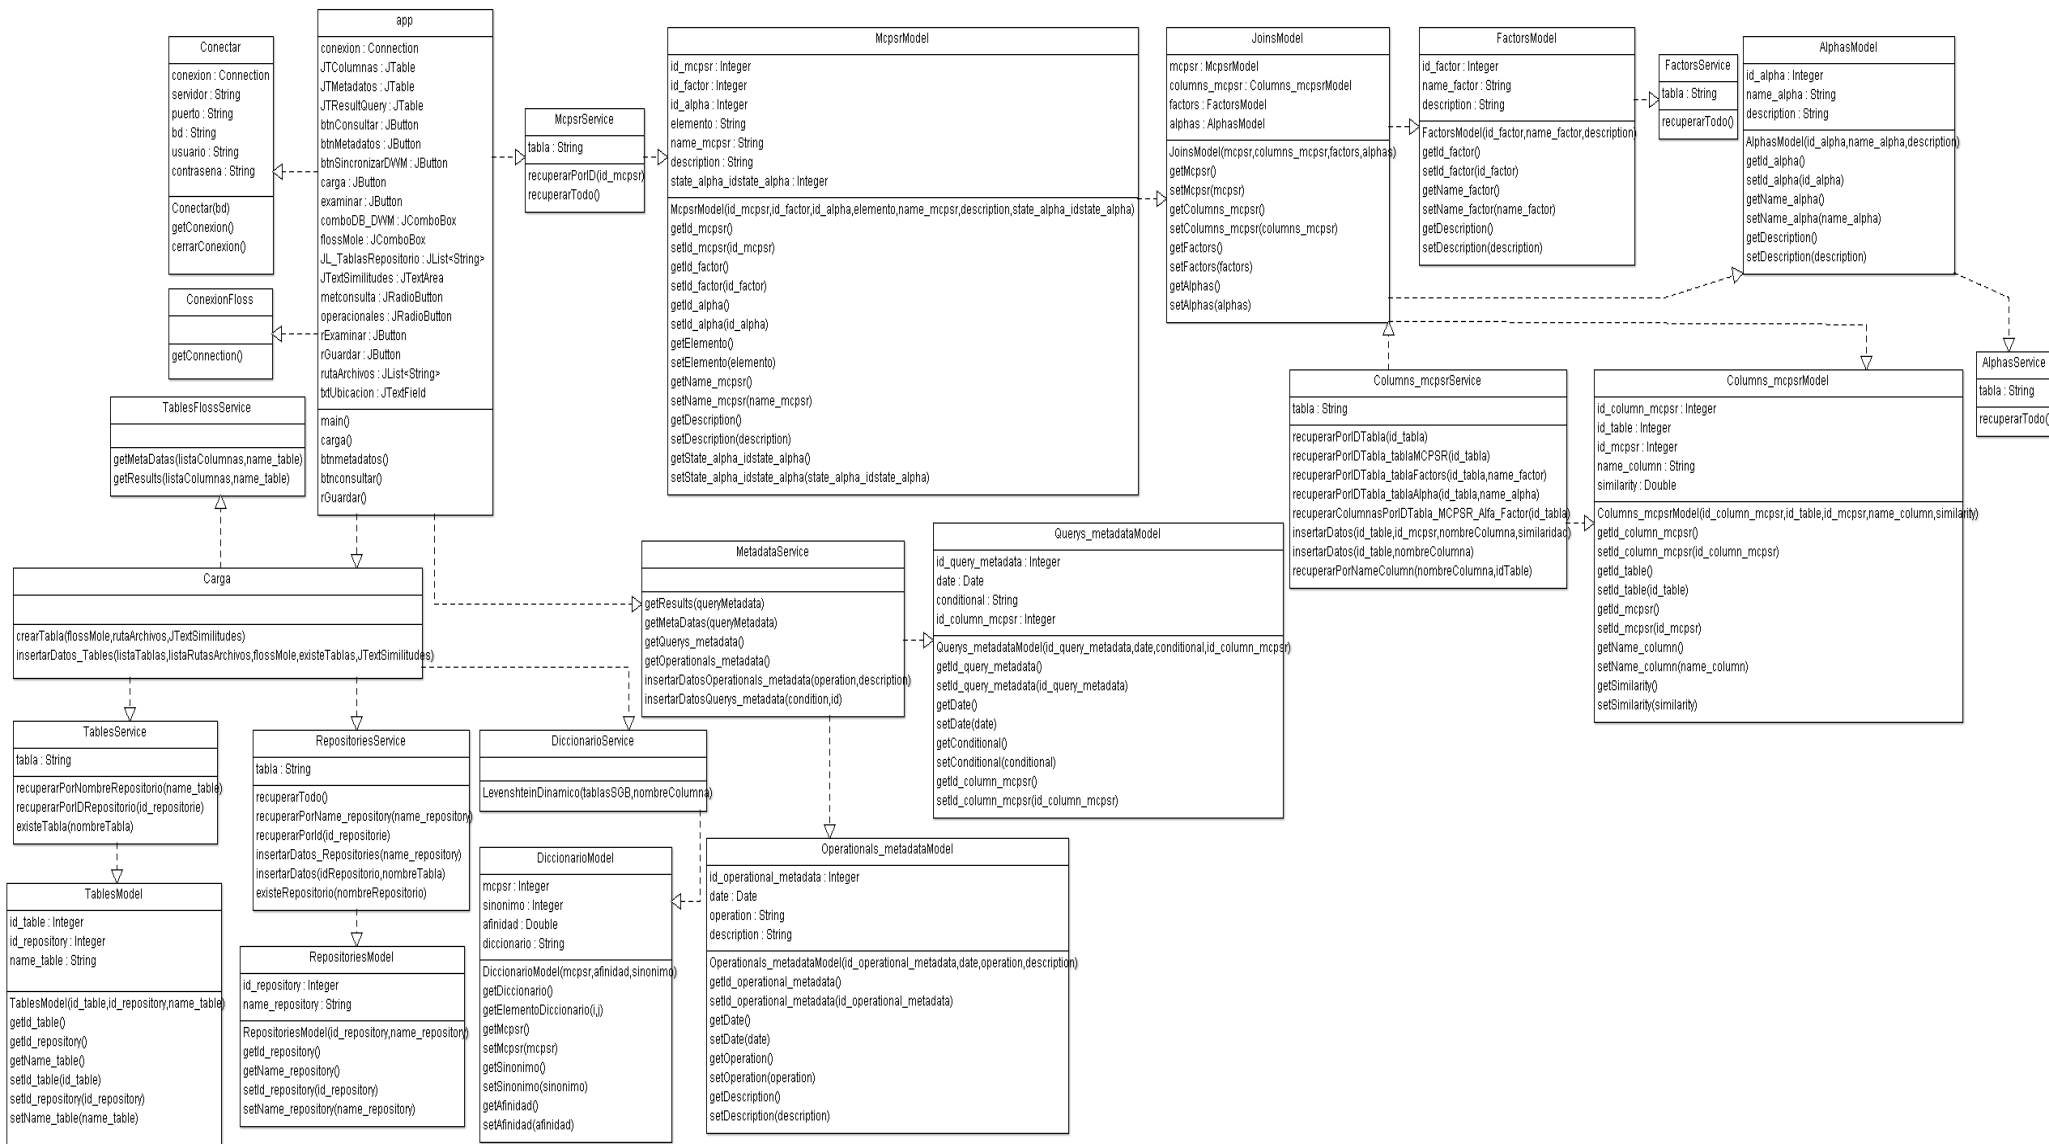 Conectar
conexion : Connection
servidor : String
puerto : String
bd : String
usuario : String
contrasena : String
Conectar(bd)
getConexion()
cerrarConexion()
ConexionFloss
getConnection()
TablesFlossService
getMetaDatas(listaColumnas,name_table)
getResults(listaColumnas,name_table)
app
conexion : Connection
JTColumnas : JTable
JTMetadatos : JTable
JTResultQuery : JTable
btnConsultar : JButton
btnMetadatos : JButton
btnSincronizarDWM : JButton
carga : JButton
examinar : JButton
comboDB_DWM : JComboBox
flossMole : JComboBox
JL_TablasRepositorio : JList<String>
JTextSimilitudes : JTextArea
metconsulta : JRadioButton
operacionales : JRadioButton
rExaminar : JButton
rGuardar : JButton
rutaArchivos : JList<String>
txtUbicacion : JTextField
main()
carga()
btnmetadatos()
btnconsultar()
rGuardar()
McpsrService
tabla : String
recuperarPorID(id_mcpsr)
recuperarTodo()
McpsrModel
id_mcpsr : Integer
id_factor : Integer
id_alpha : Integer
elemento : String
name_mcpsr : String
description : String
state_alpha_idstate_alpha : Integer
McpsrModel(id_mcpsr,id_factor,id_alpha,elemento,name_mcpsr,description,state_alpha_idstate_alpha)
getId_mcpsr()
setId_mcpsr(id_mcpsr)
getId_factor()
setId_factor(id_factor)
getId_alpha()
setId_alpha(id_alpha)
getElemento()
setElemento(elemento)
getName_mcpsr()
setName_mcpsr(name_mcpsr)
getDescription()
setDescription(description)
getState_alpha_idstate_alpha()
setState_alpha_idstate_alpha(state_alpha_idstate_alpha)
JoinsModel
mcpsr : McpsrModel
columns_mcpsr : Columns_mcpsrModel
factors : FactorsModel
alphas : AlphasModel
JoinsModel(mcpsr,columns_mcpsr,factors,alphas)
getMcpsr()
setMcpsr(mcpsr)
getColumns_mcpsr()
setColumns_mcpsr(columns_mcpsr)
getFactors()
setFactors(factors)
getAlphas()
setAlphas(alphas)
FactorsModel
id_factor : Integer
name_factor : String
description : String
FactorsModel(id_factor,name_factor,description)
getId_factor()
setId_factor(id_factor)
getName_factor()
setName_factor(name_factor)
getDescription()
setDescription(description)
FactorsService
tabla : String
recuperarTodo()
AlphasModel
id_alpha : Integer
name_alpha : String
description : String
AlphasModel(id_alpha,name_alpha,description)
getId_alpha()
setId_alpha(id_alpha)
getName_alpha()
setName_alpha(name_alpha)
getDescription()
setDescription(description)
AlphasService
tabla : String
recuperarTodo()
Columns_mcpsrService
tabla : String
recuperarPorIDTabla(id_tabla)
recuperarPorIDTabla_tablaMCPSR(id_tabla)
recuperarPorIDTabla_tablaFactors(id_tabla,name_factor)
recuperarPorIDTabla_tablaAlpha(id_tabla,name_alpha)
recuperarColumnasPorIDTabla_MCPSR_Alfa_Factor(id_tabla)
insertarDatos(id_table,id_mcpsr,nombreColumna,similaridad)
insertarDatos(id_table,nombreColumna)
recuperarPorNameColumn(nombreColumna,idTable)
Columns_mcpsrModel
id_column_mcpsr : Integer
id_table : Integer
id_mcpsr : Integer
name_column : String
similarity : Double
Columns_mcpsrModel(id_column_mcpsr,id_table,id_mcpsr,name_column,similarity)
getId_column_mcpsr()
setId_column_mcpsr(id_column_mcpsr)
getId_table()
setId_table(id_table)
getId_mcpsr()
setId_mcpsr(id_mcpsr)
getName_column()
setName_column(name_column)
getSimilarity()
setSimilarity(similarity)
Carga
crearTabla(flossMole,rutaArchivos,JTextSimilitudes)
insertarDatos_Tables(listaTablas,listaRutasArchivos,flossMole,existeTablas,JTextSimilitudes)
MetadataService
getResults(queryMetadata)
getMetaDatas(queryMetadata)
getQuerys_metadata()
getOperationals_metadata()
insertarDatosOperationals_metadata(operation,description)
insertarDatosQuerys_metadata(condition,id)
Querys_metadataModel
id_query_metadata : Integer
date : Date
conditional : String
id_column_mcpsr : Integer
Querys_metadataModel(id_query_metadata,date,conditional,id_column_mcpsr)
getId_query_metadata()
setId_query_metadata(id_query_metadata)
getDate()
setDate(date)
getConditional()
setConditional(conditional)
getId_column_mcpsr()
setId_column_mcpsr(id_column_mcpsr)
TablesService
tabla : String
recuperarPorNombreRepositorio(name_table)
recuperarPorIDRepositorio(id_repositorie)
existeTabla(nombreTabla)
RepositoriesService
tabla : String
recuperarTodo()
recuperarPorName_repository(name_repository)
recuperarPorId(id_repositorie)
insertarDatos_Repositories(name_repository)
insertarDatos(idRepositorio,nombreTabla)
existeRepositorio(nombreRepositorio)
DiccionarioService
LevenshteinDinamico(tablasSGB,nombreColumna)
TablesModel
id_table : Integer
id_repository : Integer
name_table : String
TablesModel(id_table,id_repository,name_table)
getId_table()
getId_repository()
getName_table()
setId_table(id_table)
setId_repository(id_repository)
setName_table(name_table)
RepositoriesModel
id_repository : Integer
name_repository : String
RepositoriesModel(id_repository,name_repository)
getId_repository()
getName_repository()
setId_repository(id_repository)
setName_repository(name_repository)
DiccionarioModel
mcpsr : Integer
sinonimo : Integer
afinidad : Double
diccionario : String
DiccionarioModel(mcpsr,afinidad,sinonimo)
getDiccionario()
getElementoDiccionario(i,j)
getMcpsr()
setMcpsr(mcpsr)
getSinonimo()
setSinonimo(sinonimo)
getAfinidad()
setAfinidad(afinidad)
Operationals_metadataModel
id_operational_metadata : Integer
date : Date
operation : String
description : String
Operationals_metadataModel(id_operational_metadata,date,operation,description)
getId_operational_metadata()
setId_operational_metadata(id_operational_metadata)
getDate()
setDate(date)
getOperation()
setOperation(operation)
getDescription()
setDescription(description)